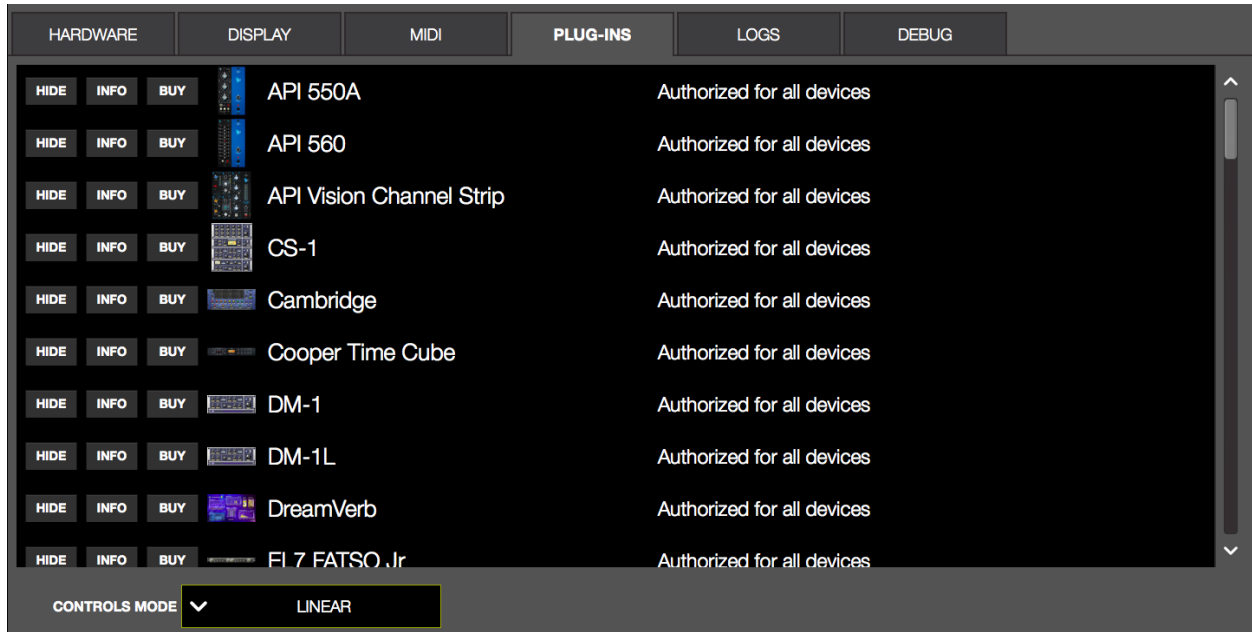 HARDWARE DISPLAY MIDI PLUG-INS LOGS DEBUG
HIDE INFO BUY API 550A Authorized for all devices
HIDE INFO BUY API 560 Authorized for all devices
HIDE INFO BUY API Vision Channel Strip Authorized for all devices
HIDE INFO BUY CS-1 Authorized for all devices
HIDE INFO BUY Cambridge Authorized for all devices
HIDE INFO BUY Cooper Time Cube Authorized for all devices
HIDE INFO BUY DM-1 Authorized for all devices
HIDE INFO BUY DM-1L Authorized for all devices
HIDE INFO BUY DreamVerb Authorized for all devices
HIDE INFO BUY EL7 FATSO Jr Authorized for all devices
CONTROLS MODE LINEAR